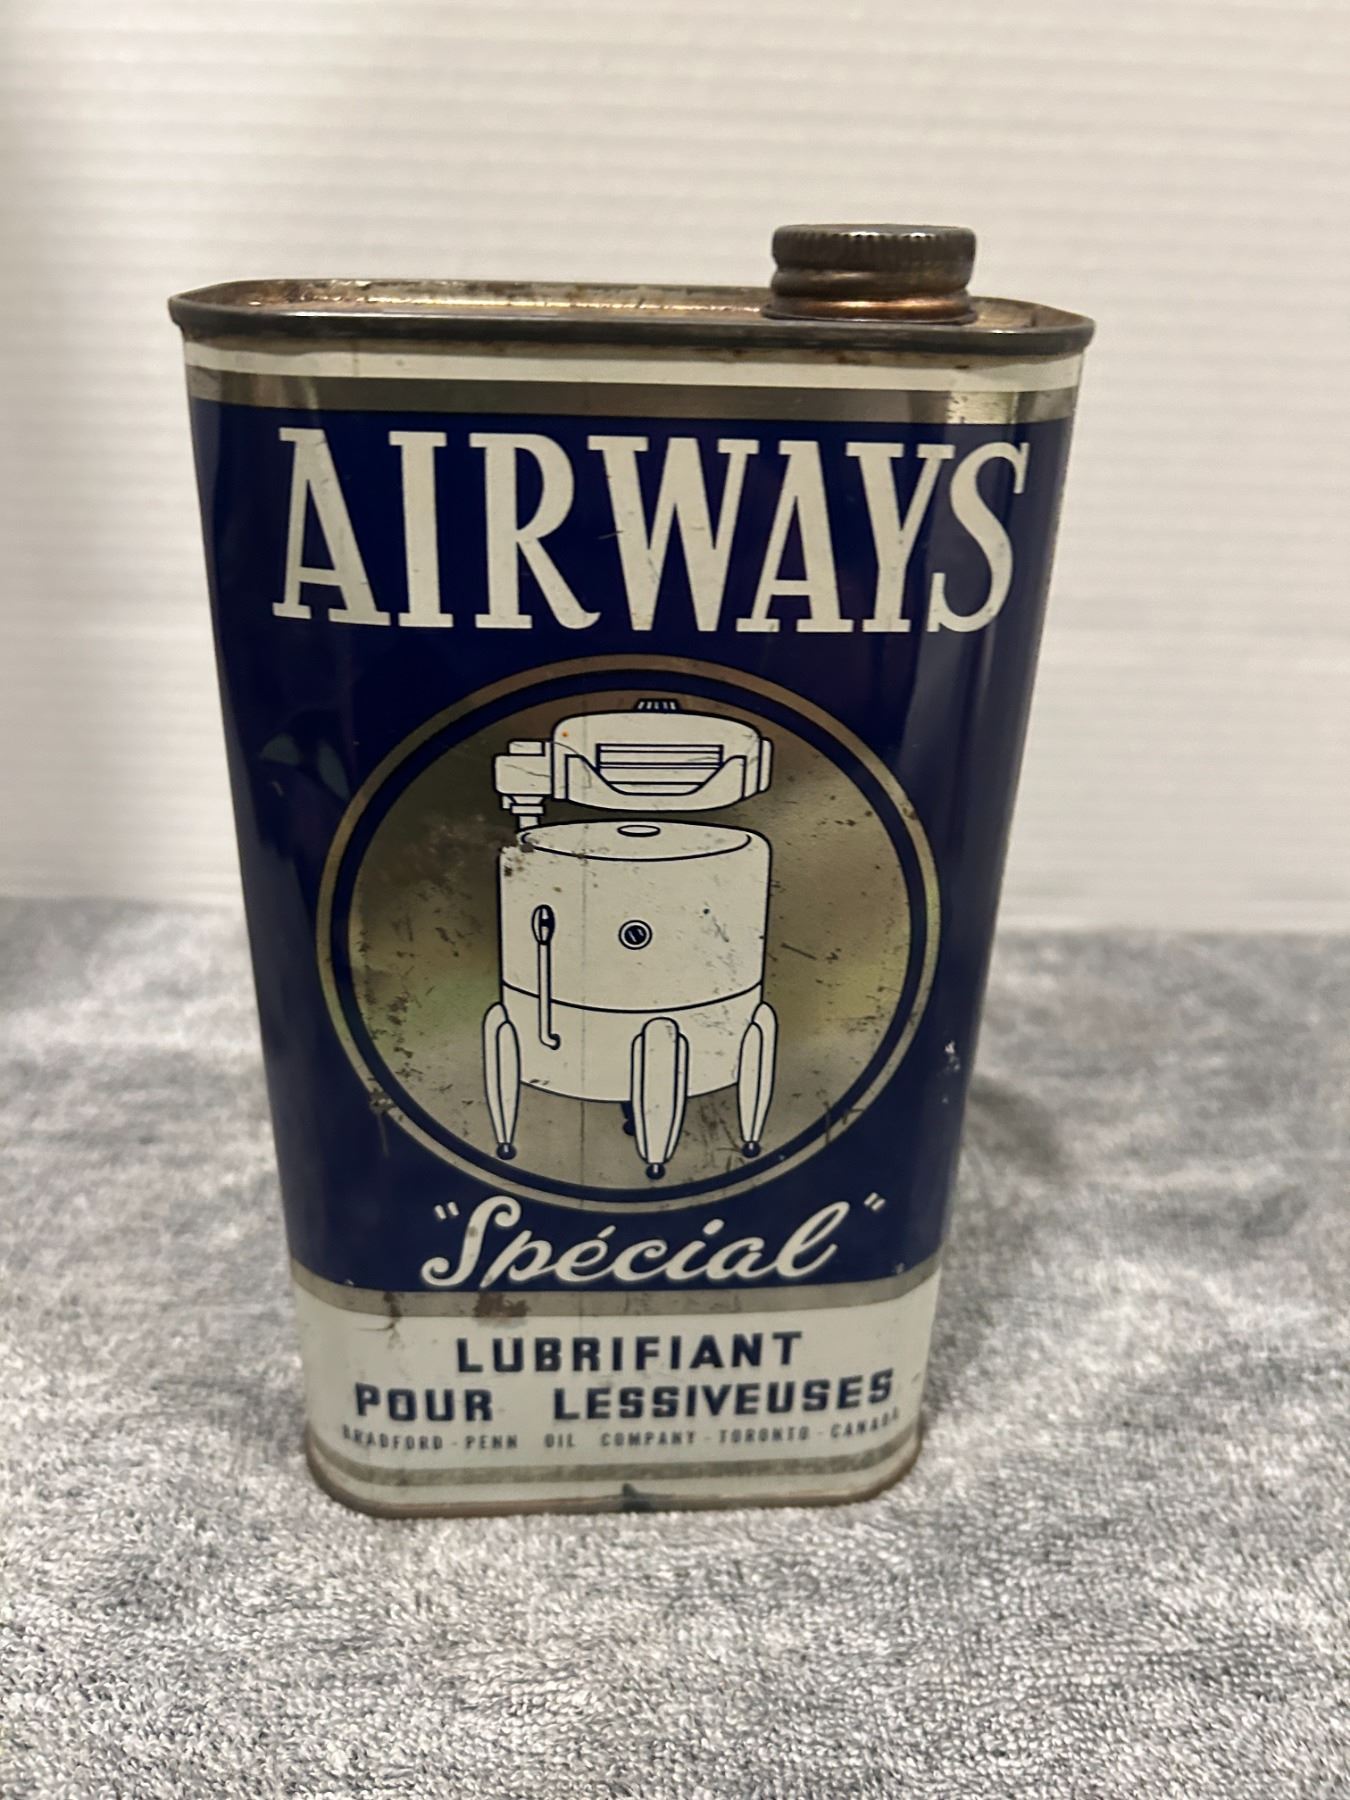 AIRWAYS
"Spécial"
LUBRIFIANT
POUR LESSIVEUSES
BRADFORD - PENN OIL COMPANY - TORONTO - CANADA